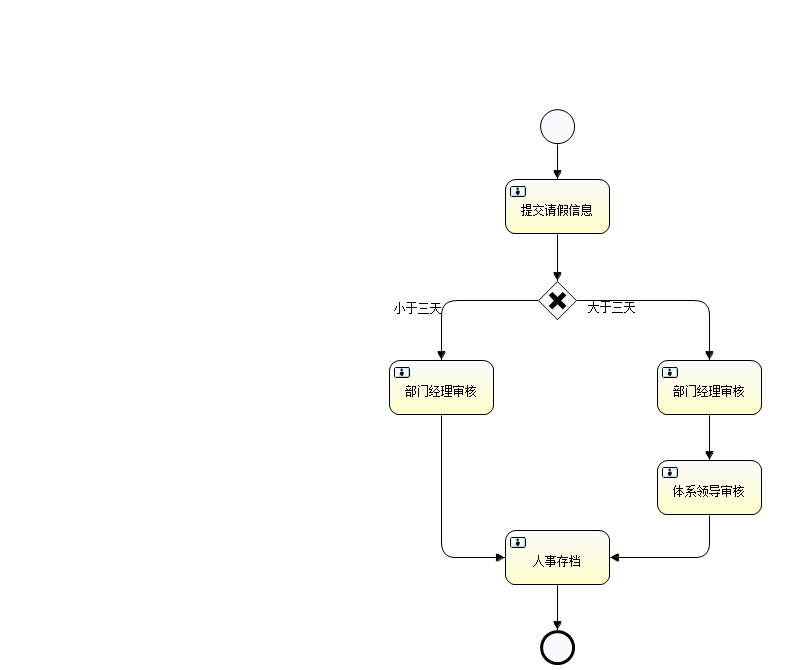 提交请假信息
小于三天
大于三天
部门经理审核
部门经理审核
体系领导审核
人事存档